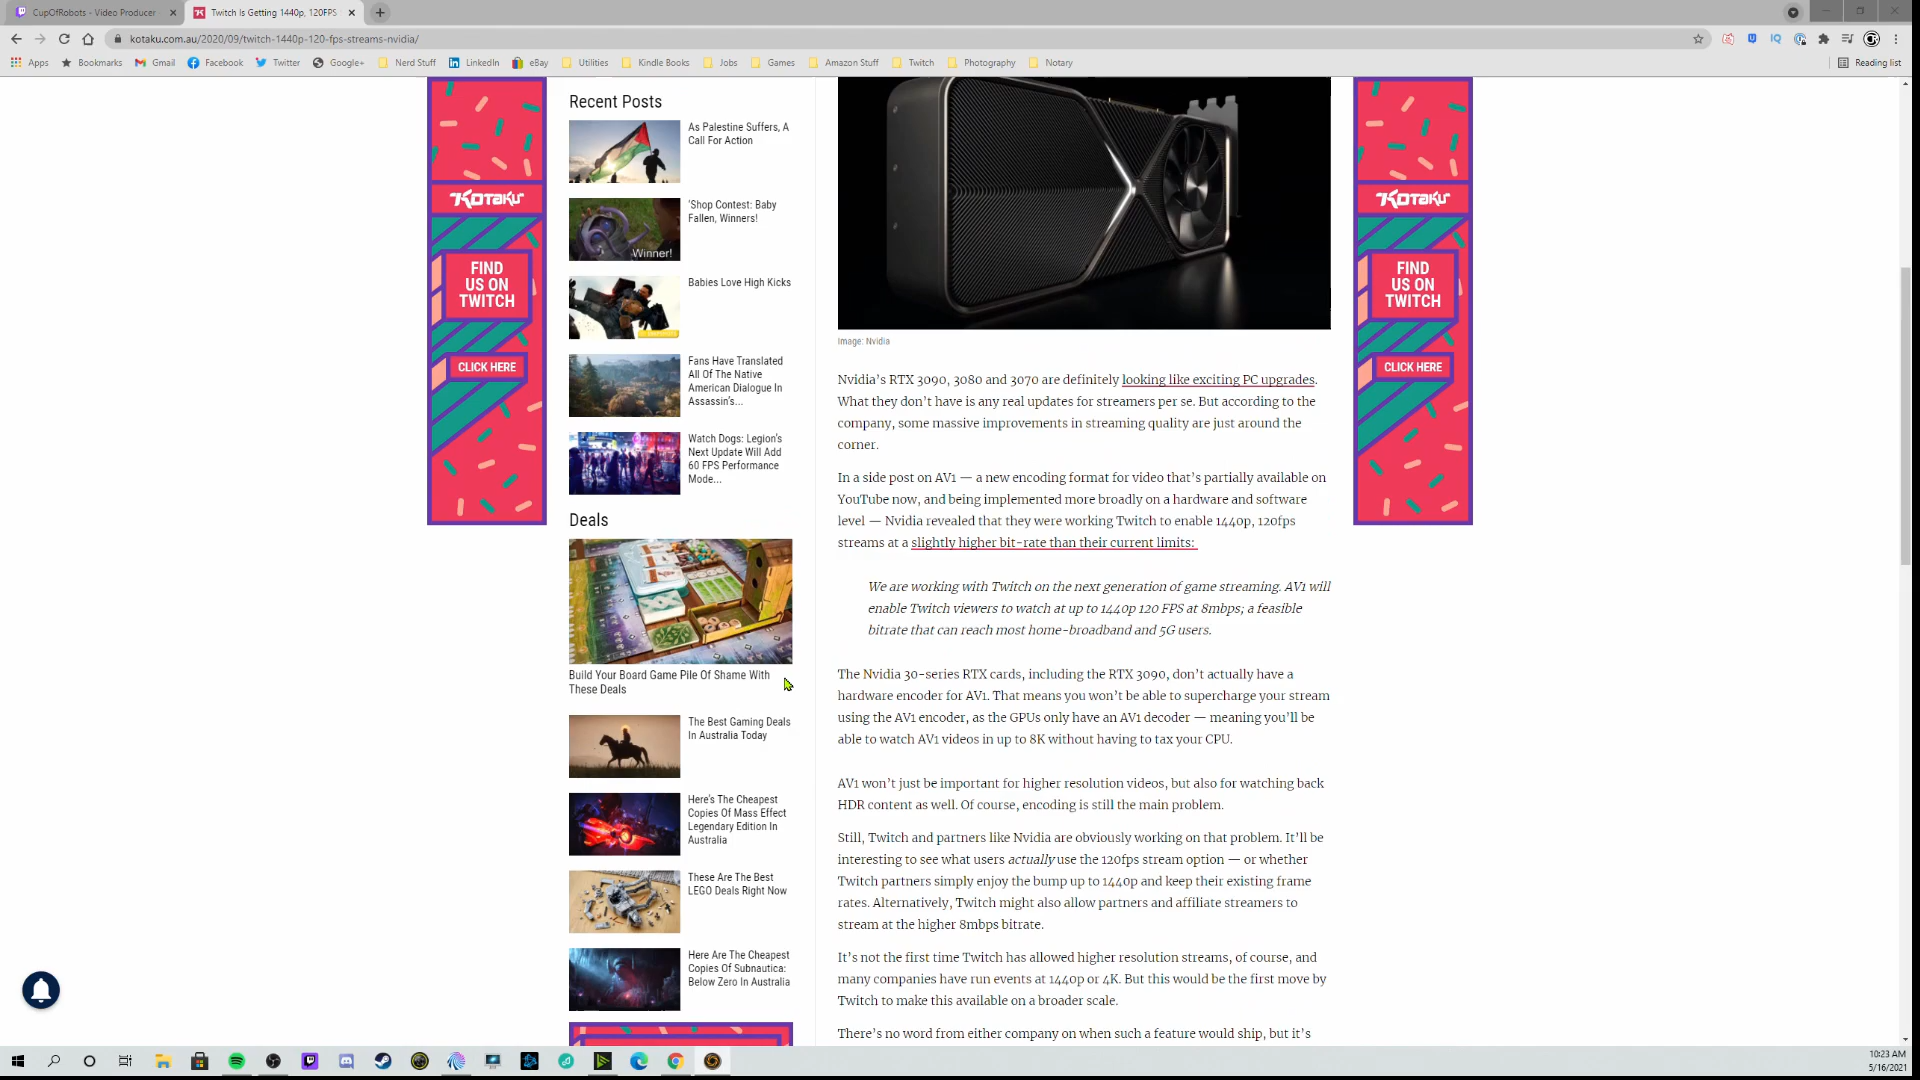 CupOfRobots - Video Producer
Twitch Is Getting 1440p, 120FPS
kotaku.com.au/2020/09/twitch-1440p-120-fps-streams-nvidia/
Apps Bookmarks Gmail Facebook Twitter Google+ Nerd Stuff LinkedIn eBay Utilities Kindle Books Jobs Games Amazon Stuff Twitch Photography Notary Reading list
KOTAKU
FIND
US ON
TWITCH
CLICK HERE
Recent Posts
As Palestine Suffers, A
Call For Action
'Shop Contest: Baby
Fallen, Winners!
Winner!
Babies Love High Kicks
Fans Have Translated
All Of The Native
American Dialogue In
Assassin's...
Watch Dogs: Legion's
Next Update Will Add
60 FPS Performance
Mode...
Deals
Build Your Board Game Pile Of Shame With
These Deals
The Best Gaming Deals
In Australia Today
Here's The Cheapest
Copies Of Mass Effect
Legendary Edition In
Australia
These Are The Best
LEGO Deals Right Now
Here Are The Cheapest
Copies Of Subnautica:
Below Zero In Australia
Image: Nvidia
Nvidia's RTX 3090, 3080 and 3070 are definitely looking like exciting PC upgrades.
What they don't have is any real updates for streamers per se. But according to the
company, some massive improvements in streaming quality are just around the
corner.
In a side post on AV1 — a new encoding format for video that's partially available on
YouTube now, and being implemented more broadly on a hardware and software
level — Nvidia revealed that they were working Twitch to enable 1440p, 120fps
streams at a slightly higher bit-rate than their current limits:
We are working with Twitch on the next generation of game streaming. AV1 will
enable Twitch viewers to watch at up to 1440p 120 FPS at 8mbps; a feasible
bitrate that can reach most home-broadband and 5G users.
The Nvidia 30-series RTX cards, including the RTX 3090, don't actually have a
hardware encoder for AV1. That means you won't be able to supercharge your stream
using the AV1 encoder, as the GPUs only have an AV1 decoder — meaning you'll be
able to watch AV1 videos in up to 8K without having to tax your CPU.
AV1 won't just be important for higher resolution videos, but also for watching back
HDR content as well. Of course, encoding is still the main problem.
Still, Twitch and partners like Nvidia are obviously working on that problem. It'll be
interesting to see what users actually use the 120fps stream option — or whether
Twitch partners simply enjoy the bump up to 1440p and keep their existing frame
rates. Alternatively, Twitch might also allow partners and affiliate streamers to
stream at the higher 8mbps bitrate.
It's not the first time Twitch has allowed higher resolution streams, of course, and
many companies have run events at 1440p or 4K. But this would be the first move by
Twitch to make this available on a broader scale.
There's no word from either company on when such a feature would ship, but it's
KOTAKU
FIND
US ON
TWITCH
CLICK HERE
10:23 AM
5/16/2021